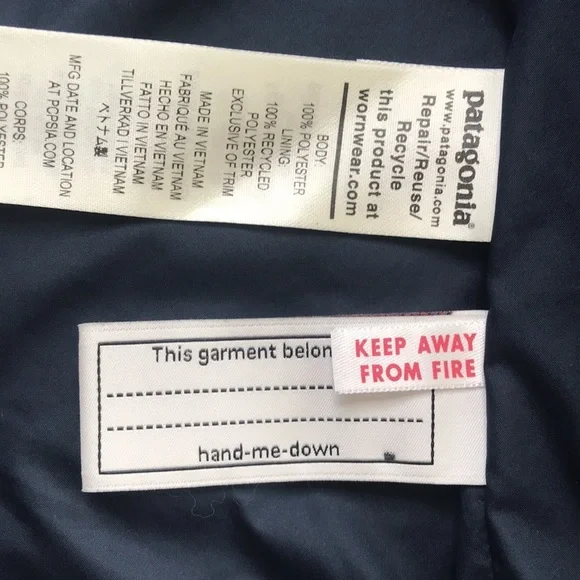 patagonia®
www.patagonia.com
Repair/Reuse/
Recycle
this product at
wornwear.com
BODY:
100% POLYESTER
LINING:
100% RECYCLED
POLYESTER
EXCLUSIVE OF TRIM
MADE IN VIETNAM
FABRIQUÉ AU VIETNAM
HECHO EN VIETNAM
FATTO IN VIETNAM
TILLVERKAD I VIETNAM
ベトナム製
MFG DATE AND LOCATION
AT POPSIA.COM
CORPS:
100% POLYESTER
This garment
KEEP AWAY
FROM FIRE
hand-me-down